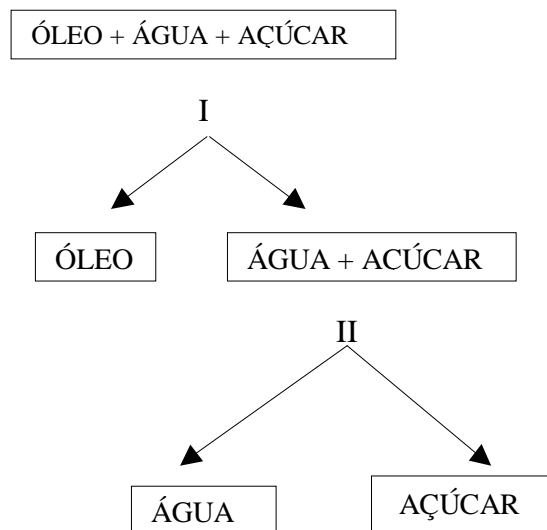 ÓLEO + ÁGUA + AÇÚCAR
I
ÓLEO
ÁGUA + ACÚCAR
II
ÁGUA
AÇÚCAR